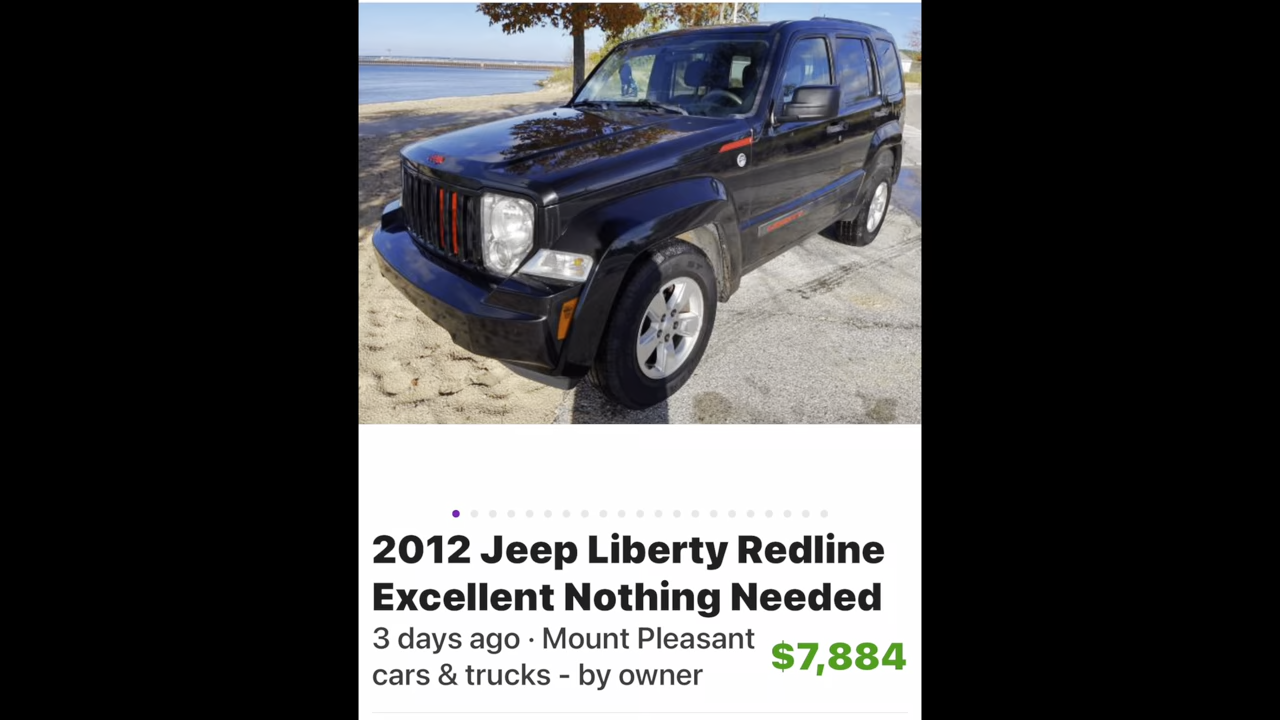 2012 Jeep Liberty Redline
Excellent Nothing Needed
3 days ago · Mount Pleasant
cars & trucks - by owner
$7,884